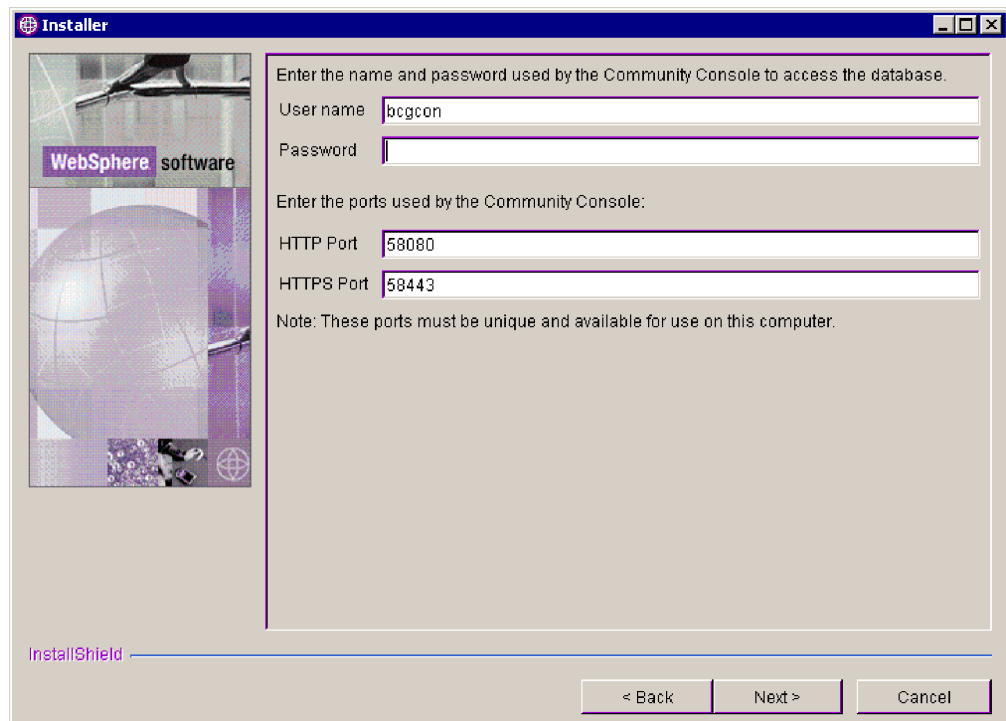 Installer
WebSphere software
Enter the name and password used by the Community Console to access the database.
User name bcgcon
Password
Enter the ports used by the Community Console:
HTTP Port 58080
HTTPS Port 58443
Note: These ports must be unique and available for use on this computer.
InstallShield
< Back Next > Cancel